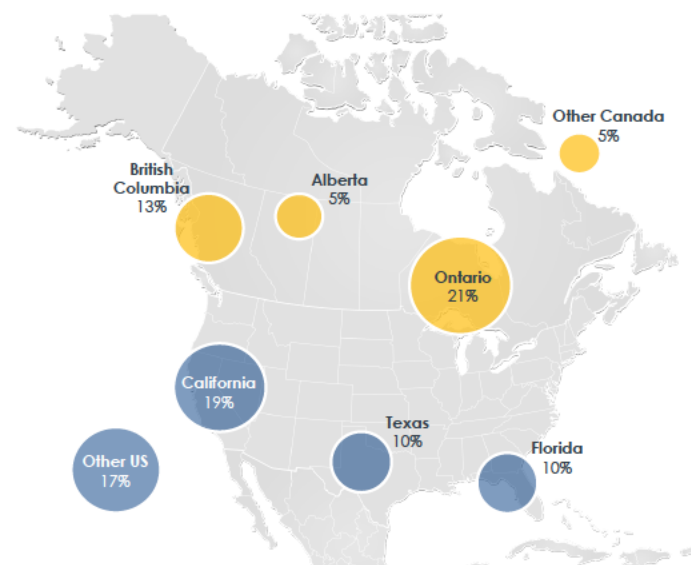 Other Canada
5%
British
Columbia
13%
Alberta
5%
Ontario
21%
California
19%
Texas
10%
Florida
10%
Other US
17%